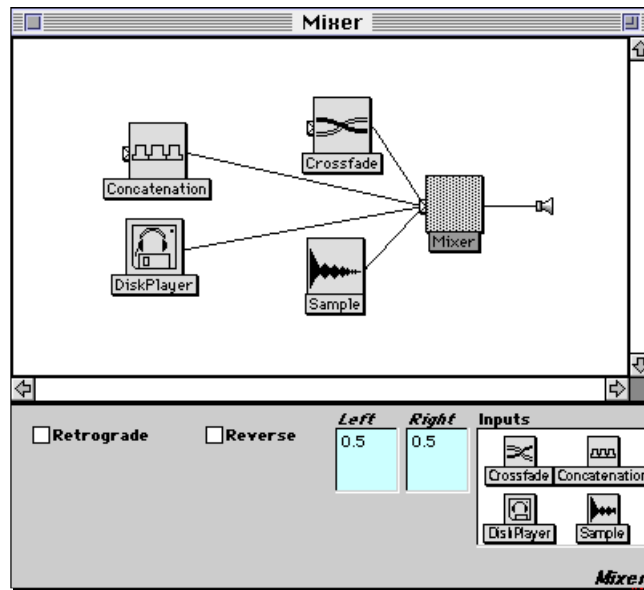 Mixer
Crossfade
Concatenation
Mixer
DiskPlayer
Sample
Left Right Inputs
Retrograde Reverse 0.5 0.5
Crossfade Concatenation
DiskPlayer Sample
Mixer